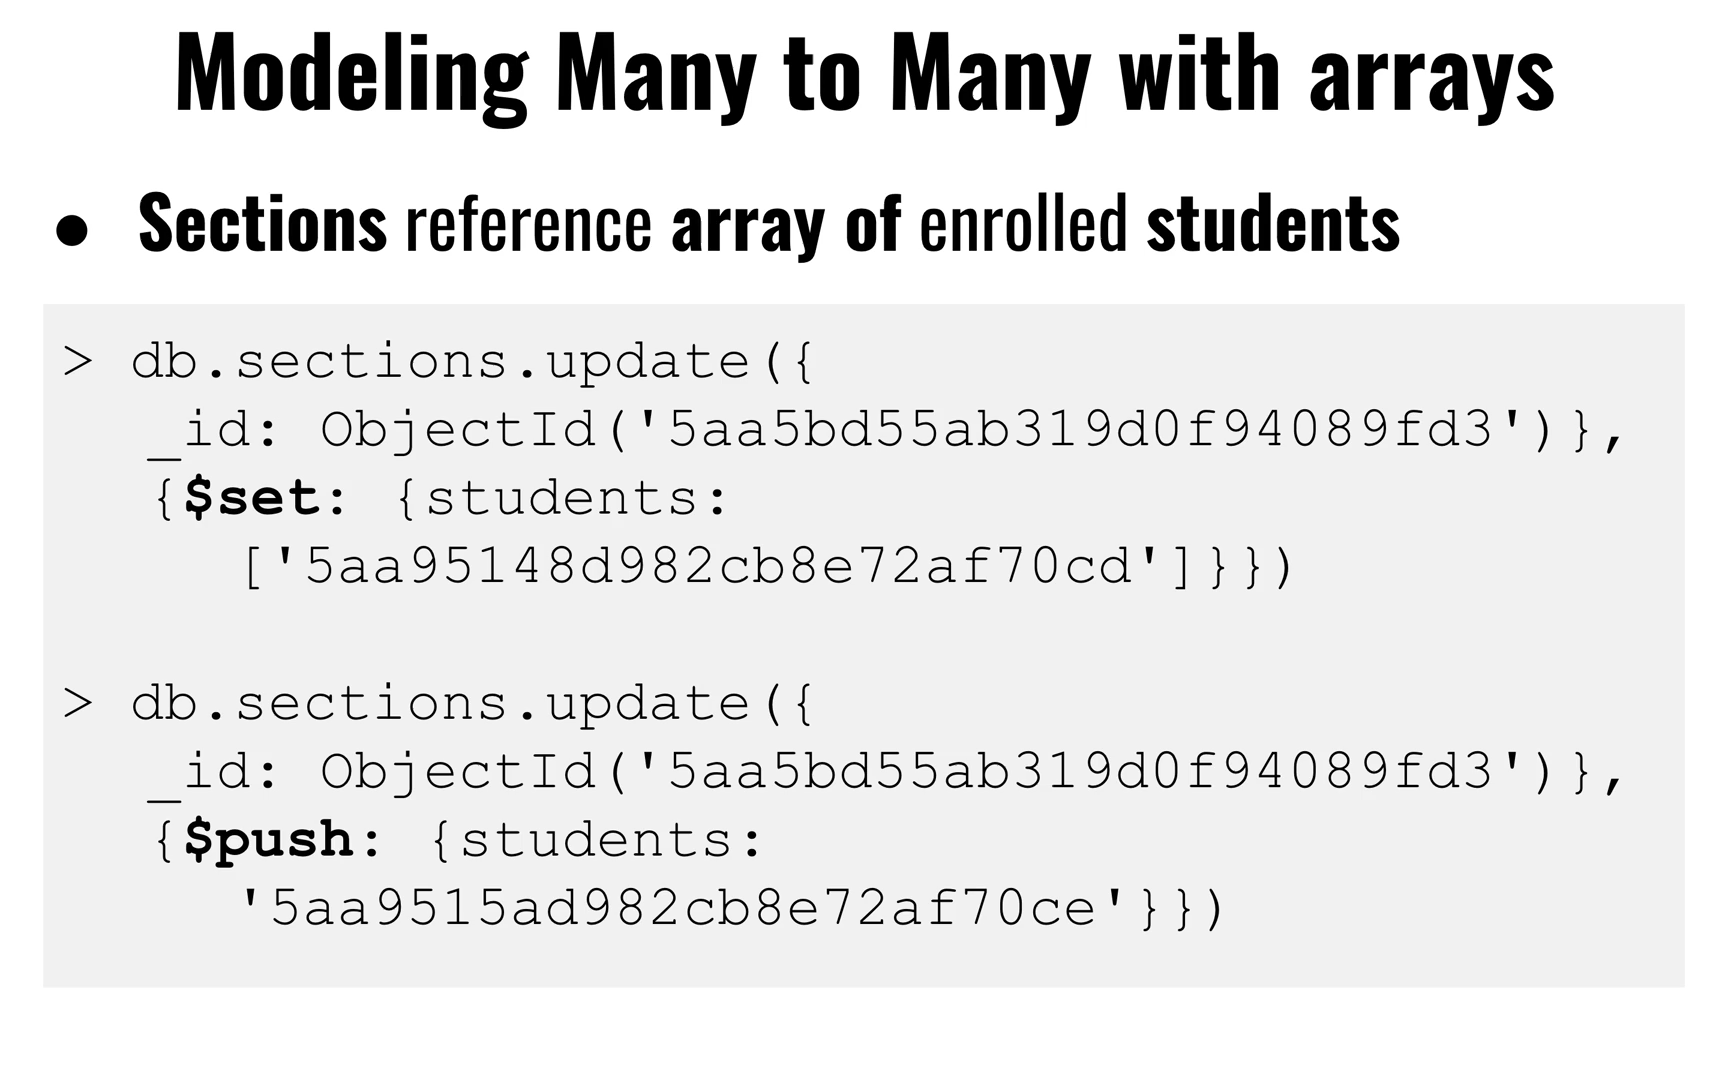 Modeling Many to Many with arrays
● Sections reference array of enrolled students
> db.sections.update({
_id: ObjectId('5aa5bd55ab319d0f94089fd3')},
{$set: {students:
['5aa95148d982cb8e72af70cd']}})
> db.sections.update({
_id: ObjectId('5aa5bd55ab319d0f94089fd3')},
{$push: {students:
'5aa9515ad982cb8e72af70ce'}})